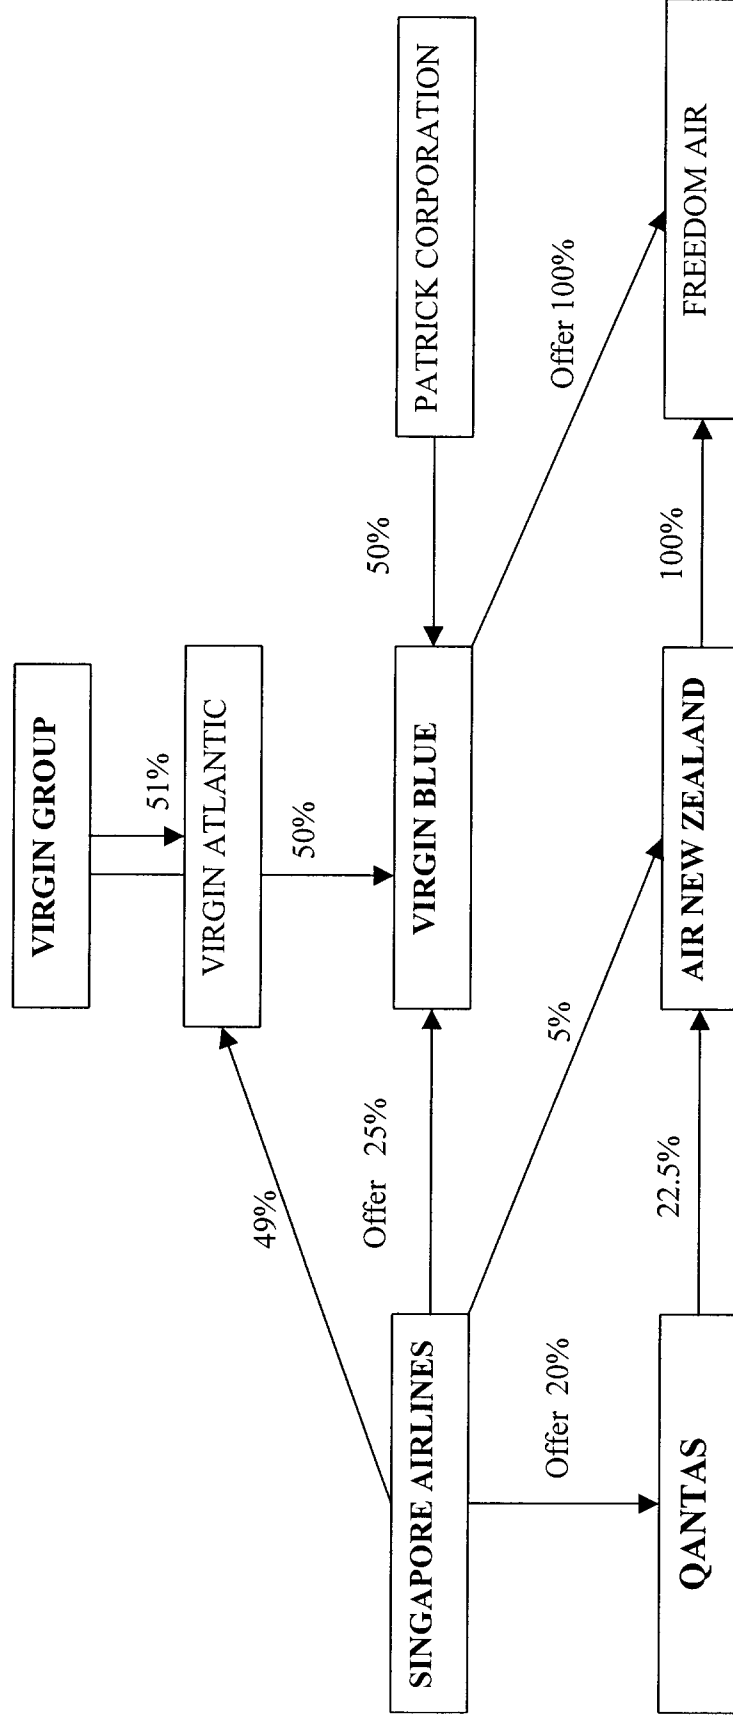 VIRGIN GROUP
51%
VIRGIN ATLANTIC
49%
50%
50%
Offer 25%
SINGAPORE AIRLINES
VIRGIN BLUE
PATRICK CORPORATION
Offer 20%
5%
Offer 100%
22.5%
100%
QANTAS
AIR NEW ZEALAND
FREEDOM AIR